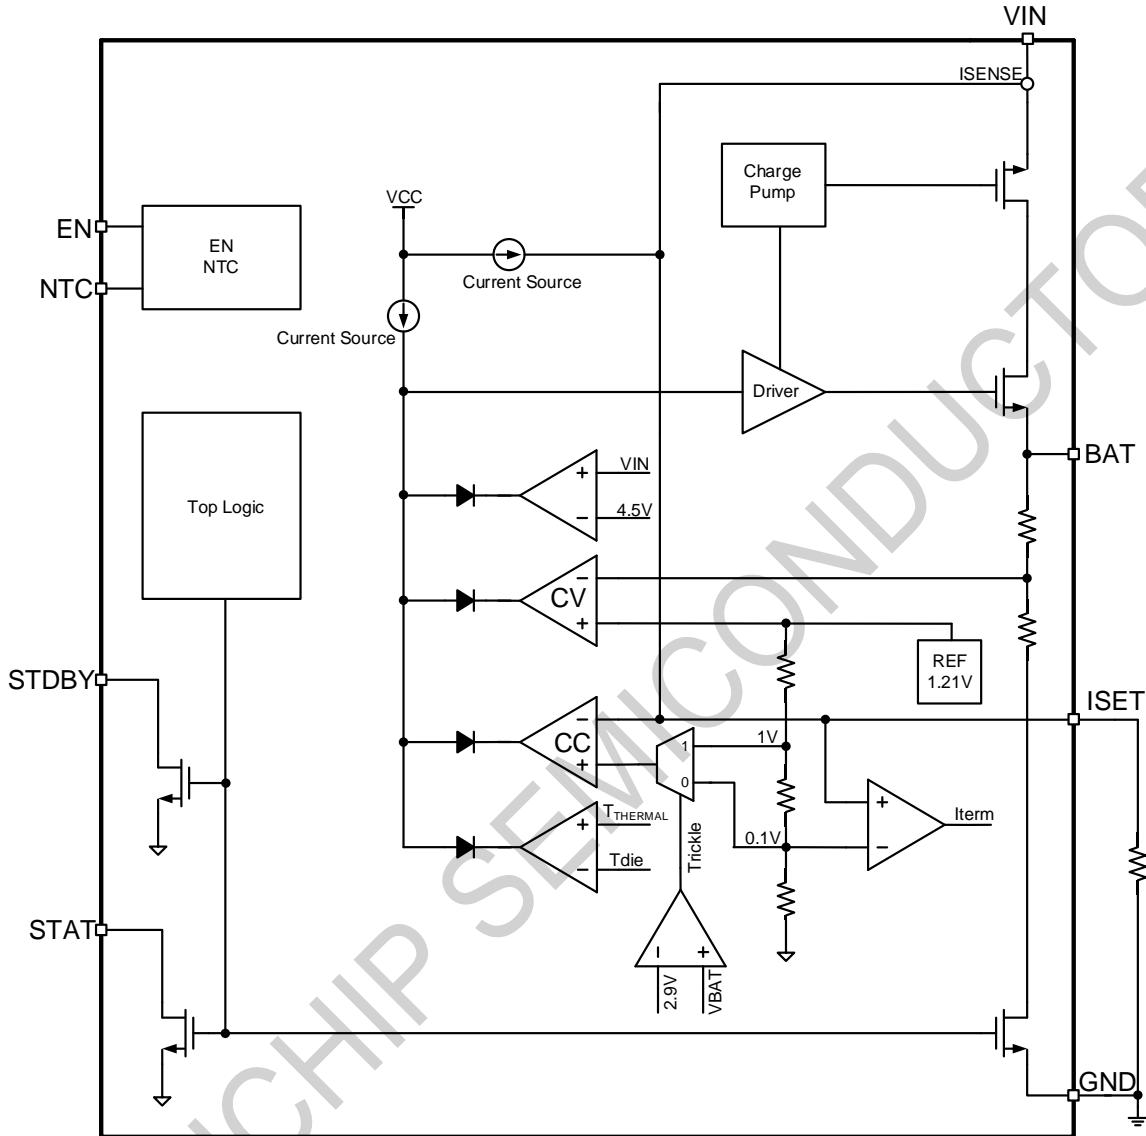 VIN
ISENSE
Charge
Pump
VCC
EN
EN
NTC
NTC
Current Source
Current Source
Driver
BAT
VIN
Top Logic
4.5V
−
CV
+
REF
1.21V
STDBY
ISET
−
CC
+
1V
1
0
+
−
Iterm
TTHERMAL
0.1V
Trickle
+
−
Tdie
STAT
−
+
2.9V
VBAT
GND
+
−
CHIP SEMICONDUCTOR